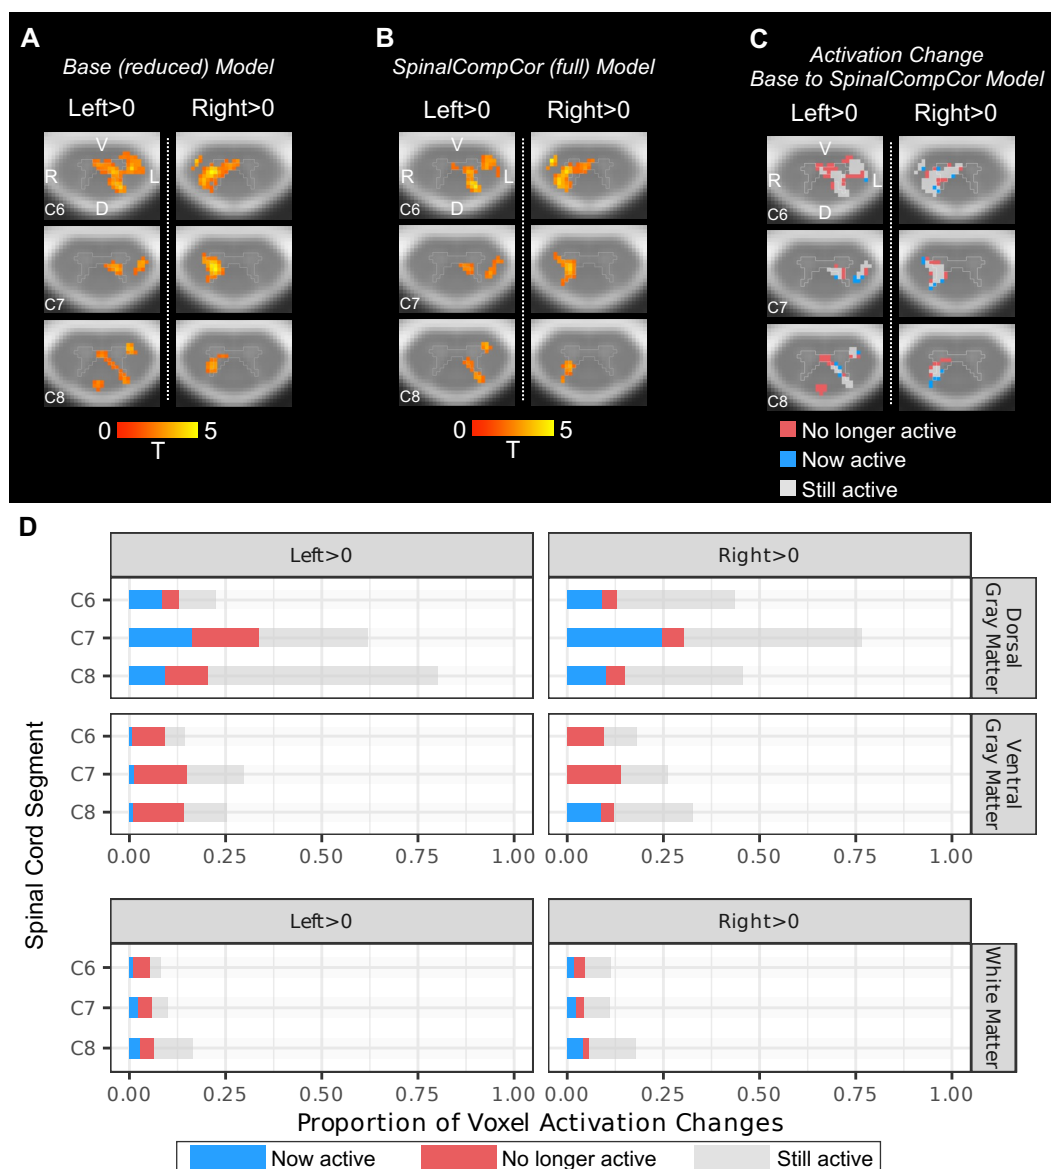 A
Base (reduced) Model
Left>0 Right>0
V
R L
C6 D
C7
C8
0 5
T
B
SpinalCompCor (full) Model
Left>0 Right>0
V
R L
C6 D
C7
C8
0 5
T
C
Activation Change
Base to SpinalCompCor Model
Left>0 Right>0
V
R L
C6 D
C7
C8
No longer active
Now active
Still active
D
Left>0 Right>0
C6
C7
C8
Dorsal
Gray Matter
C6
C7
C8
Ventral
Gray Matter
0.00 0.25 0.50 0.75 1.00 0.00 0.25 0.50 0.75 1.00
Spinal Cord Segment
Left>0 Right>0
C6
C7
C8
White Matter
0.00 0.25 0.50 0.75 1.00 0.00 0.25 0.50 0.75 1.00
Proportion of Voxel Activation Changes
Now active No longer active Still active